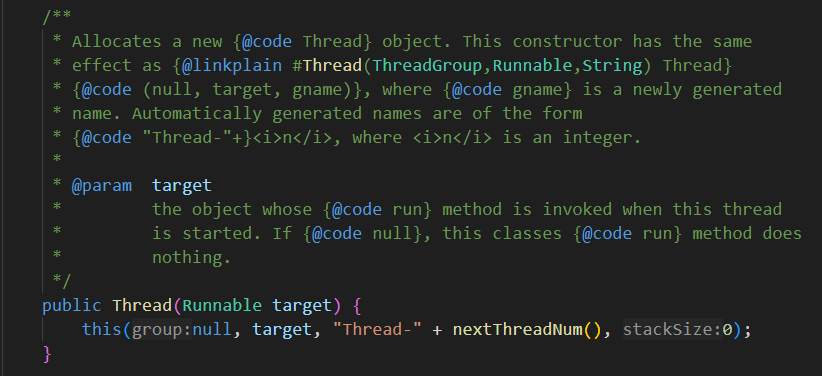 /**
 * Allocates a new {@code Thread} object. This constructor has the same
 * effect as {@linkplain #Thread(ThreadGroup,Runnable,String) Thread}
 * {@code (null, target, gname)}, where {@code gname} is a newly generated
 * name. Automatically generated names are of the form
 * {@code "Thread-"+}<i>n</i>, where <i>n</i> is an integer.
 *
 * @param  target
 *         the object whose {@code run} method is invoked when this thread
 *         is started. If {@code null}, this classes {@code run} method does
 *         nothing.
 */
public Thread(Runnable target) {
    this(group:null, target, "Thread-" + nextThreadNum(), stackSize:0);
}